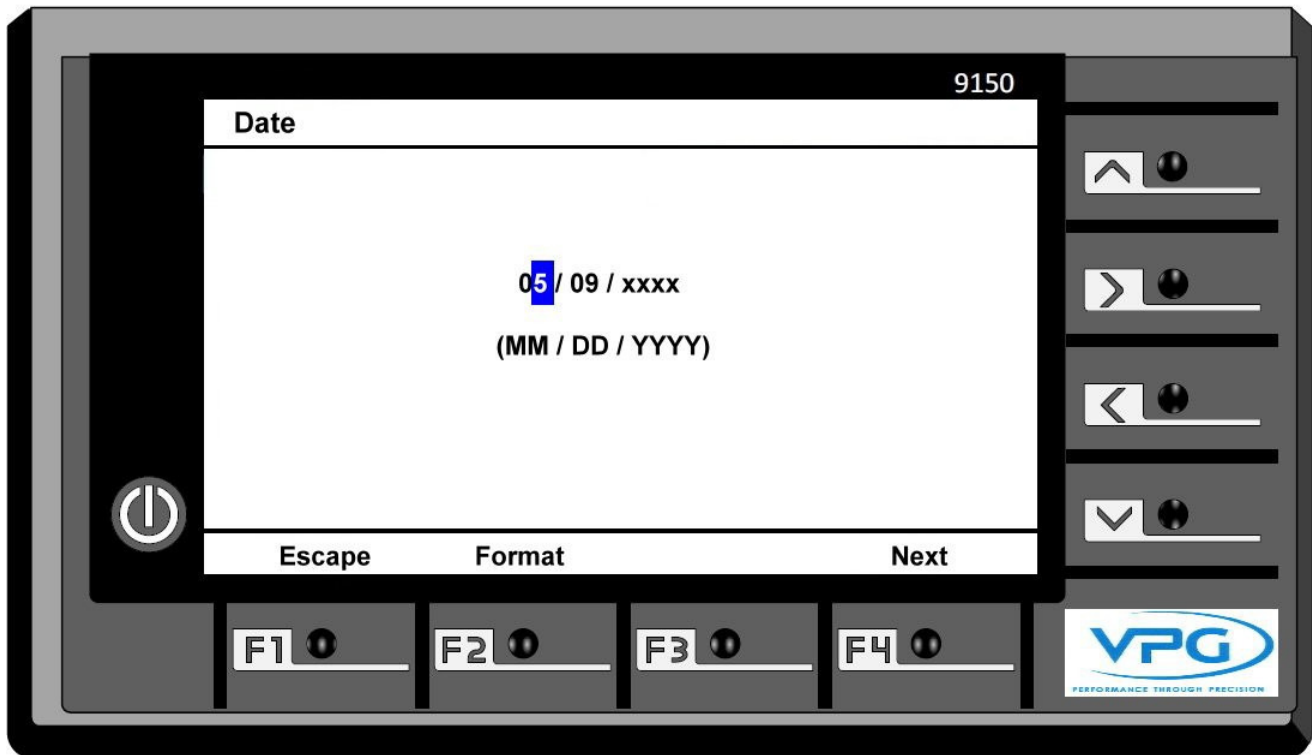 9150
Date
05 / 09 / xxxx
(MM / DD / YYYY)
Escape Format Next
F1 F2 F3 F4
VPG
PERFORMANCE THROUGH PRECISION